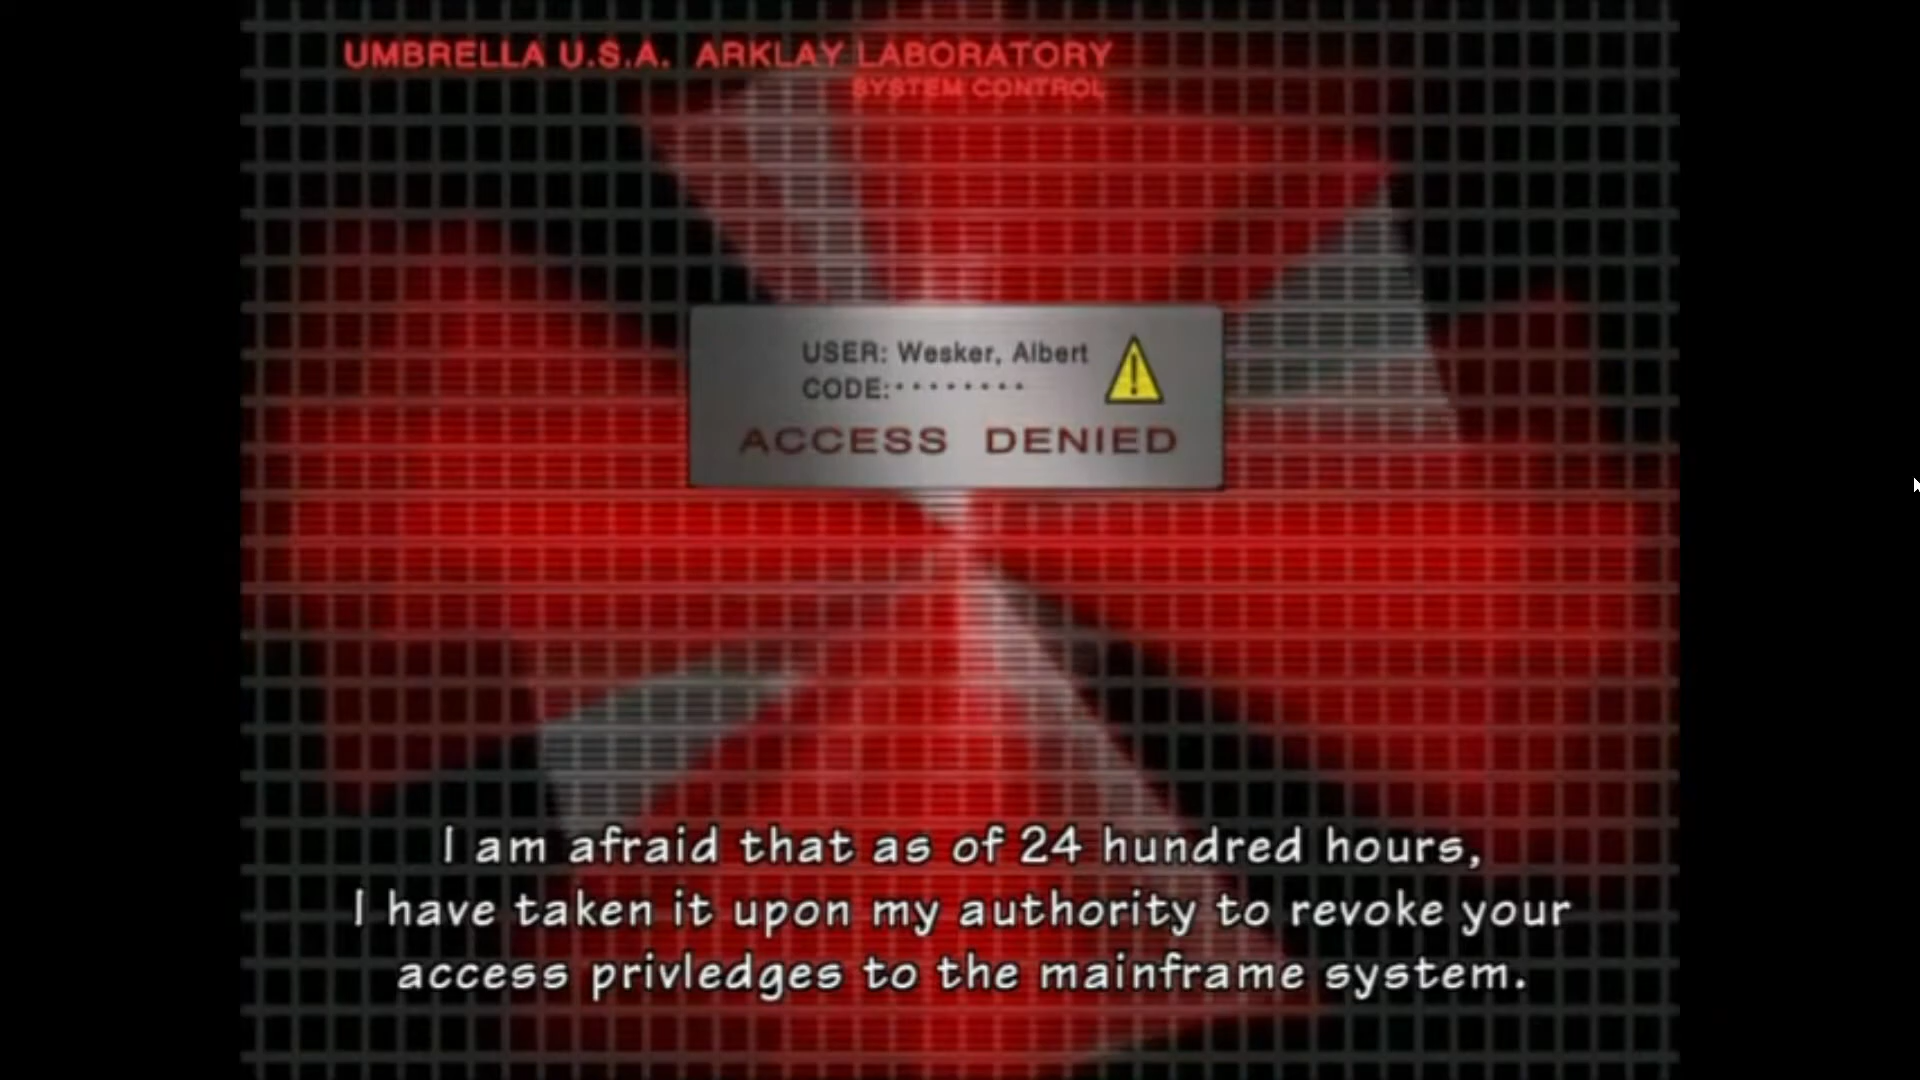 UMBRELLA U.S.A. ARKLAY LABORATORY
SYSTEM CONTROL
USER: Wesker, Albert
CODE:·········
ACCESS DENIED
I am afraid that as of 24 hundred hours,
I have taken it upon my authority to revoke your
access privledges to the mainframe system.